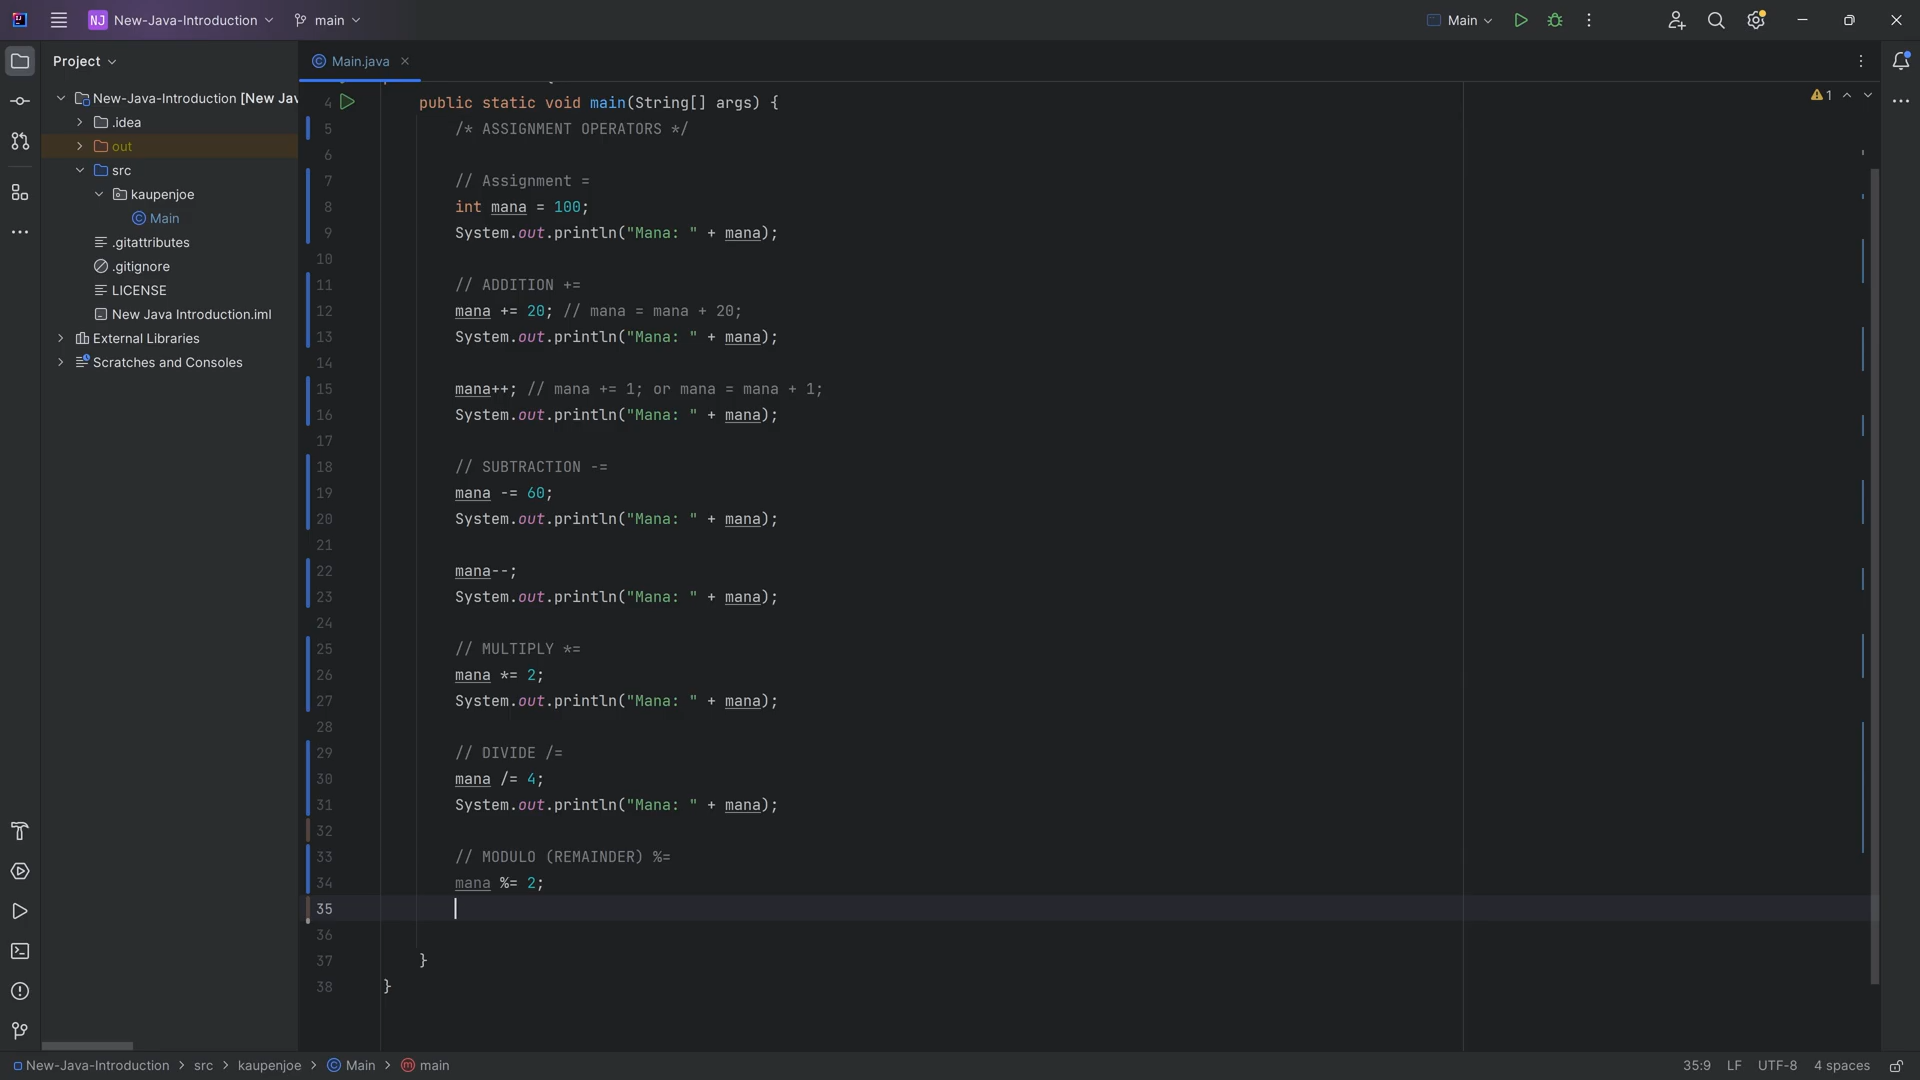 NJ New-Java-Introduction main Main
Project Main.java
New-Java-Introduction [New Jav
.idea
out
src
kaupenjoe
Main
.gitattributes
.gitignore
LICENSE
New Java Introduction.iml
External Libraries
Scratches and Consoles
1
4 public static void main(String[] args) {
5 /* ASSIGNMENT OPERATORS */
6
7 // Assignment =
8 int mana = 100;
9 System.out.println("Mana: " + mana);
10
11 // ADDITION +=
12 mana += 20; // mana = mana + 20;
13 System.out.println("Mana: " + mana);
14
15 mana++; // mana += 1; or mana = mana + 1;
16 System.out.println("Mana: " + mana);
17
18 // SUBTRACTION -=
19 mana -= 60;
20 System.out.println("Mana: " + mana);
21
22 mana--;
23 System.out.println("Mana: " + mana);
24
25 // MULTIPLY *=
26 mana *= 2;
27 System.out.println("Mana: " + mana);
28
29 // DIVIDE /=
30 mana /= 4;
31 System.out.println("Mana: " + mana);
32
33 // MODULO (REMAINDER) %=
34 mana %= 2;
35
36
37 }
38 }
New-Java-Introduction > src > kaupenjoe > Main > main 35:9 LF UTF-8 4 spaces